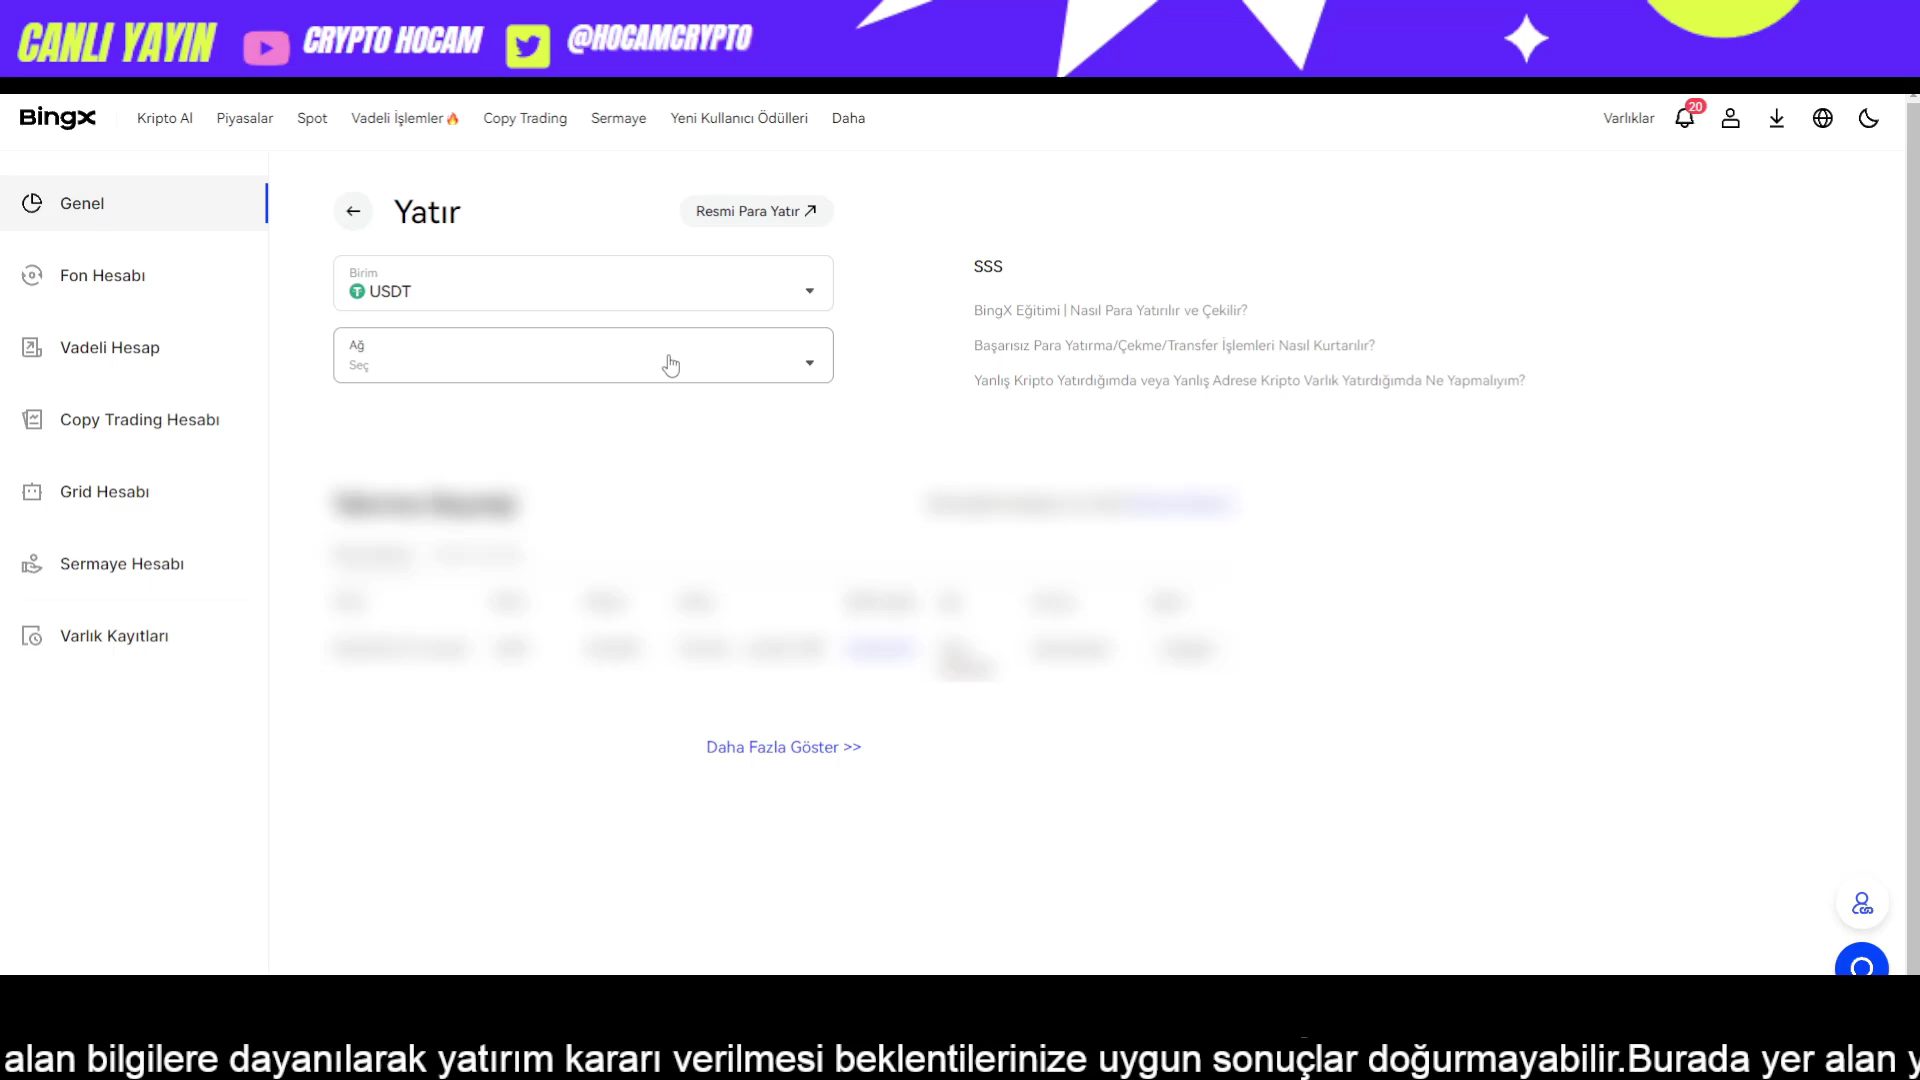 CANLI YAYIN CRYPTO HOCAM @HOCAMCRYPTO
BingX Kripto AI Piyasalar Spot Vadeli İşlemler Copy Trading Sermaye Yeni Kullanıcı Ödülleri Daha Varlıklar 20
Genel
Fon Hesabı
Vadeli Hesap
Copy Trading Hesabı
Grid Hesabı
Sermaye Hesabı
Varlık Kayıtları
Yatır Resmi Para Yatır
Birim
USDT
Ağ
Seç
SSS
BingX Eğitimi | Nasıl Para Yatırılır ve Çekilir?
Başarısız Para Yatırma/Çekme/Transfer İşlemleri Nasıl Kurtarılır?
Yanlış Kripto Yatırdığımda veya Yanlış Adrese Kripto Varlık Yatırdığımda Ne Yapmalıyım?
Daha Fazla Göster >>
alan bilgilere dayanılarak yatırım kararı verilmesi beklentilerinize uygun sonuçlar doğurmayabilir.Burada yer alan